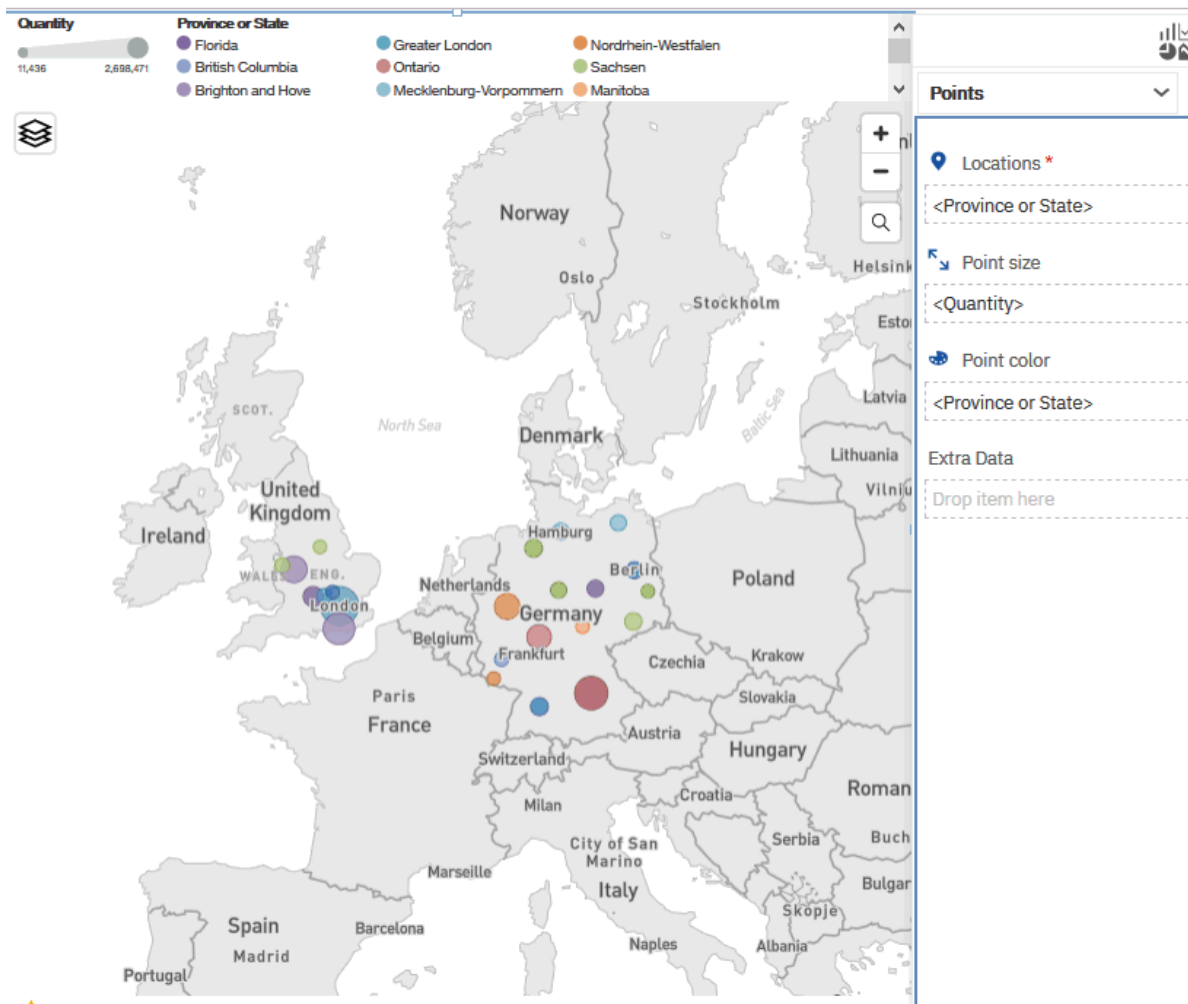 Quantity
11,436
2,698,471
Province or State
Florida
Greater London
Nordrhein-Westfalen
British Columbia
Ontario
Sachsen
Brighton and Hove
Mecklenburg-Vorpommern
Manitoba
Points
Locations *
<Province or State>
Point size
<Quantity>
Point color
<Province or State>
Extra Data
Drop item here
+
−
Norway
Oslo
Helsink
Stockholm
Esto
Latvia
SCOT.
North Sea
Baltic Sea
Denmark
Lithuania
Vilniu
United
Kingdom
Ireland
Hamburg
WALES
ENG.
Netherlands
Berlin
Poland
London
Germany
Belgium
Frankfurt
Czechia
Krakow
Paris
Slovakia
France
Austria
Hungary
Switzerland
Roman
Milan
Croatia
City of San
Marino
Serbia
Buch
Marseille
Italy
Bulgar
Skopje
Spain
Barcelona
Naples
Albania
Madrid
Portugal